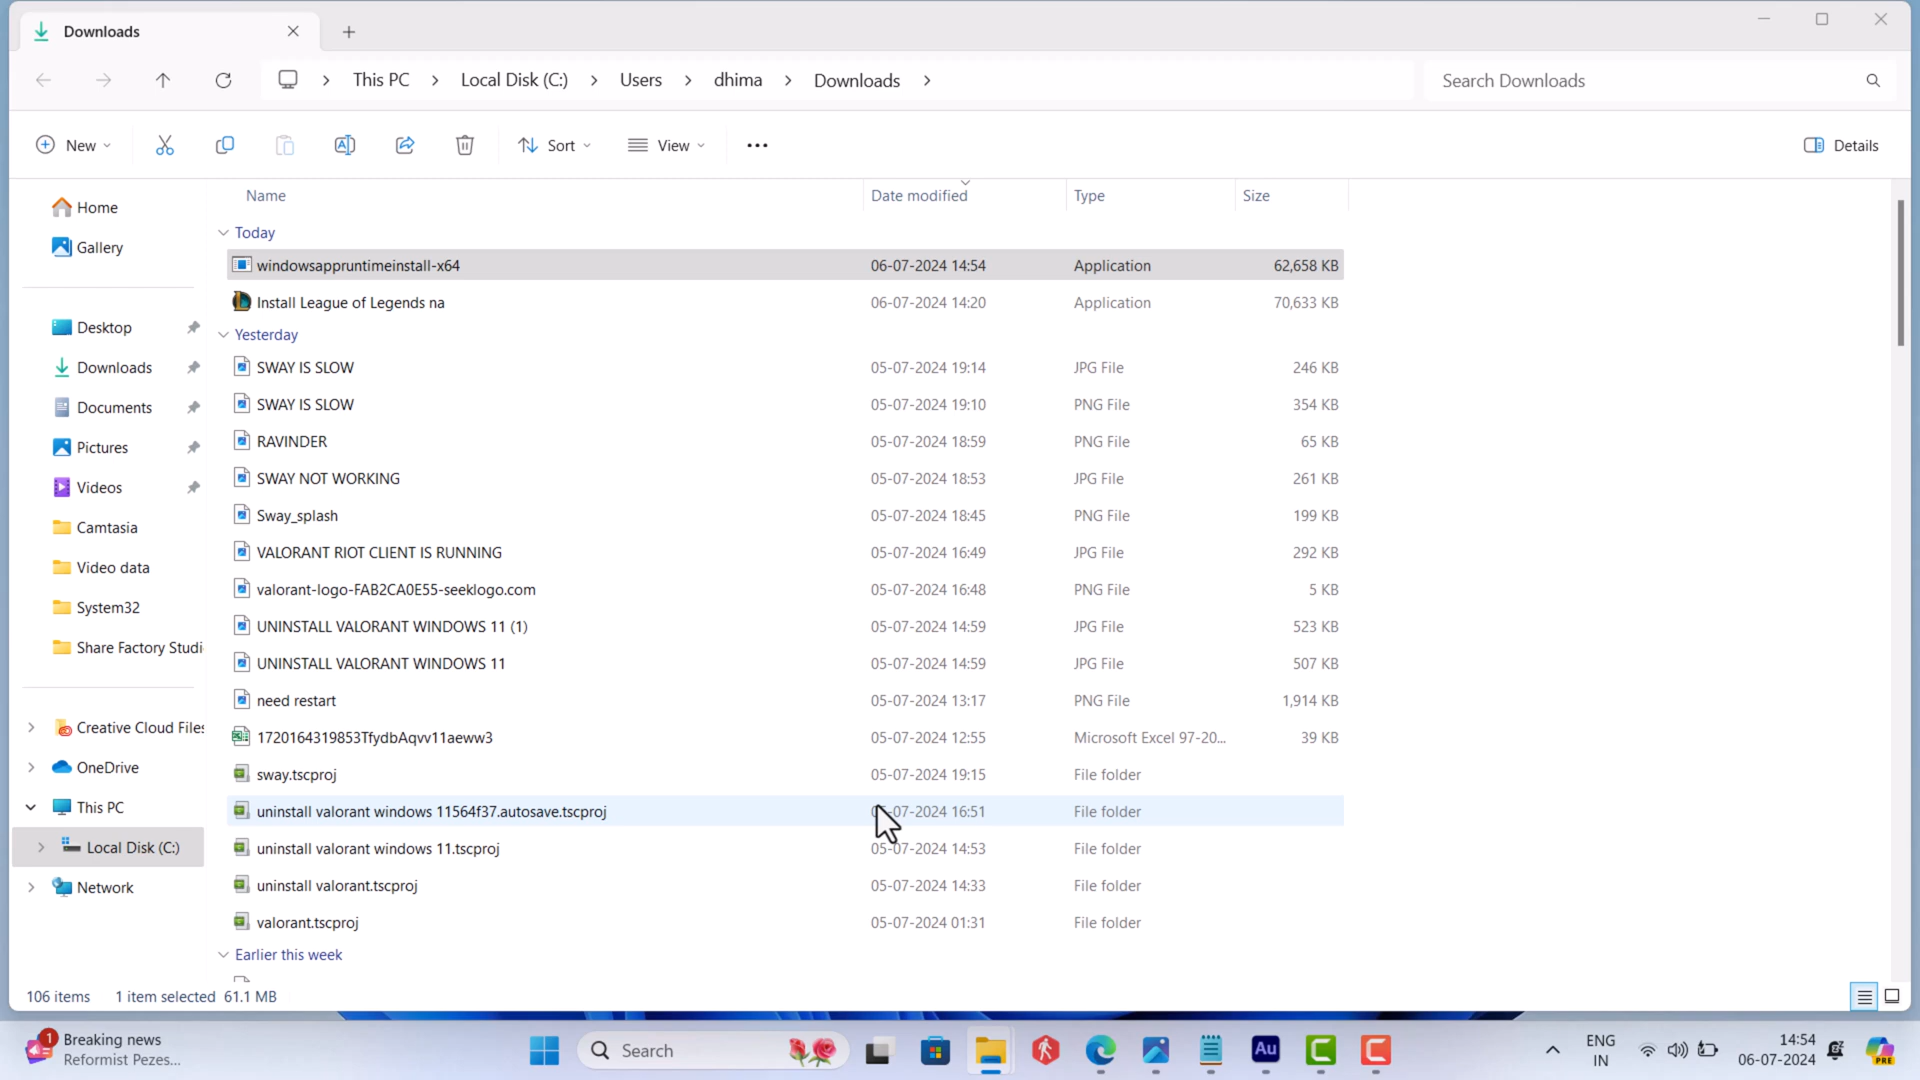 Downloads
This PC
Local Disk (C:)
Users
dhima
Downloads
Search Downloads
New
Sort
View
Details
Name
Date modified
Type
Size
Home
Gallery
Desktop
Downloads
Documents
Pictures
Videos
Camtasia
Video data
System32
Share Factory Studi
Creative Cloud Files
OneDrive
This PC
Local Disk (C:)
Network
Today
windowsappruntimeinstall-x64 06-07-2024 14:54 Application 62,658 KB
Install League of Legends na 06-07-2024 14:20 Application 70,633 KB
Yesterday
SWAY IS SLOW 05-07-2024 19:14 JPG File 246 KB
SWAY IS SLOW 05-07-2024 19:10 PNG File 354 KB
RAVINDER 05-07-2024 18:59 PNG File 65 KB
SWAY NOT WORKING 05-07-2024 18:53 JPG File 261 KB
Sway_splash 05-07-2024 18:45 PNG File 199 KB
VALORANT RIOT CLIENT IS RUNNING 05-07-2024 16:49 JPG File 292 KB
valorant-logo-FAB2CA0E55-seeklogo.com 05-07-2024 16:48 PNG File 5 KB
UNINSTALL VALORANT WINDOWS 11 (1) 05-07-2024 14:59 JPG File 523 KB
UNINSTALL VALORANT WINDOWS 11 05-07-2024 14:59 JPG File 507 KB
need restart 05-07-2024 13:17 PNG File 1,914 KB
1720164319853TfydbAqvv11aeww3 05-07-2024 12:55 Microsoft Excel 97-20... 39 KB
sway.tscproj 05-07-2024 19:15 File folder
uninstall valorant windows 11564f37.autosave.tscproj 05-07-2024 16:51 File folder
uninstall valorant windows 11.tscproj 05-07-2024 14:53 File folder
uninstall valorant.tscproj 05-07-2024 14:33 File folder
valorant.tscproj 05-07-2024 01:31 File folder
Earlier this week
106 items 1 item selected 61.1 MB
1
Breaking news
Reformist Pezes...
Search
Au
ENG
IN
14:54
06-07-2024
PRE